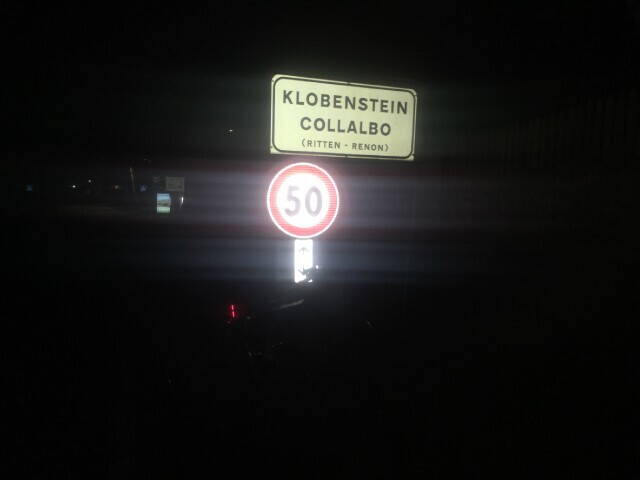 KLOBENSTEIN
COLLALBO
(RITTEN - RENON)
50